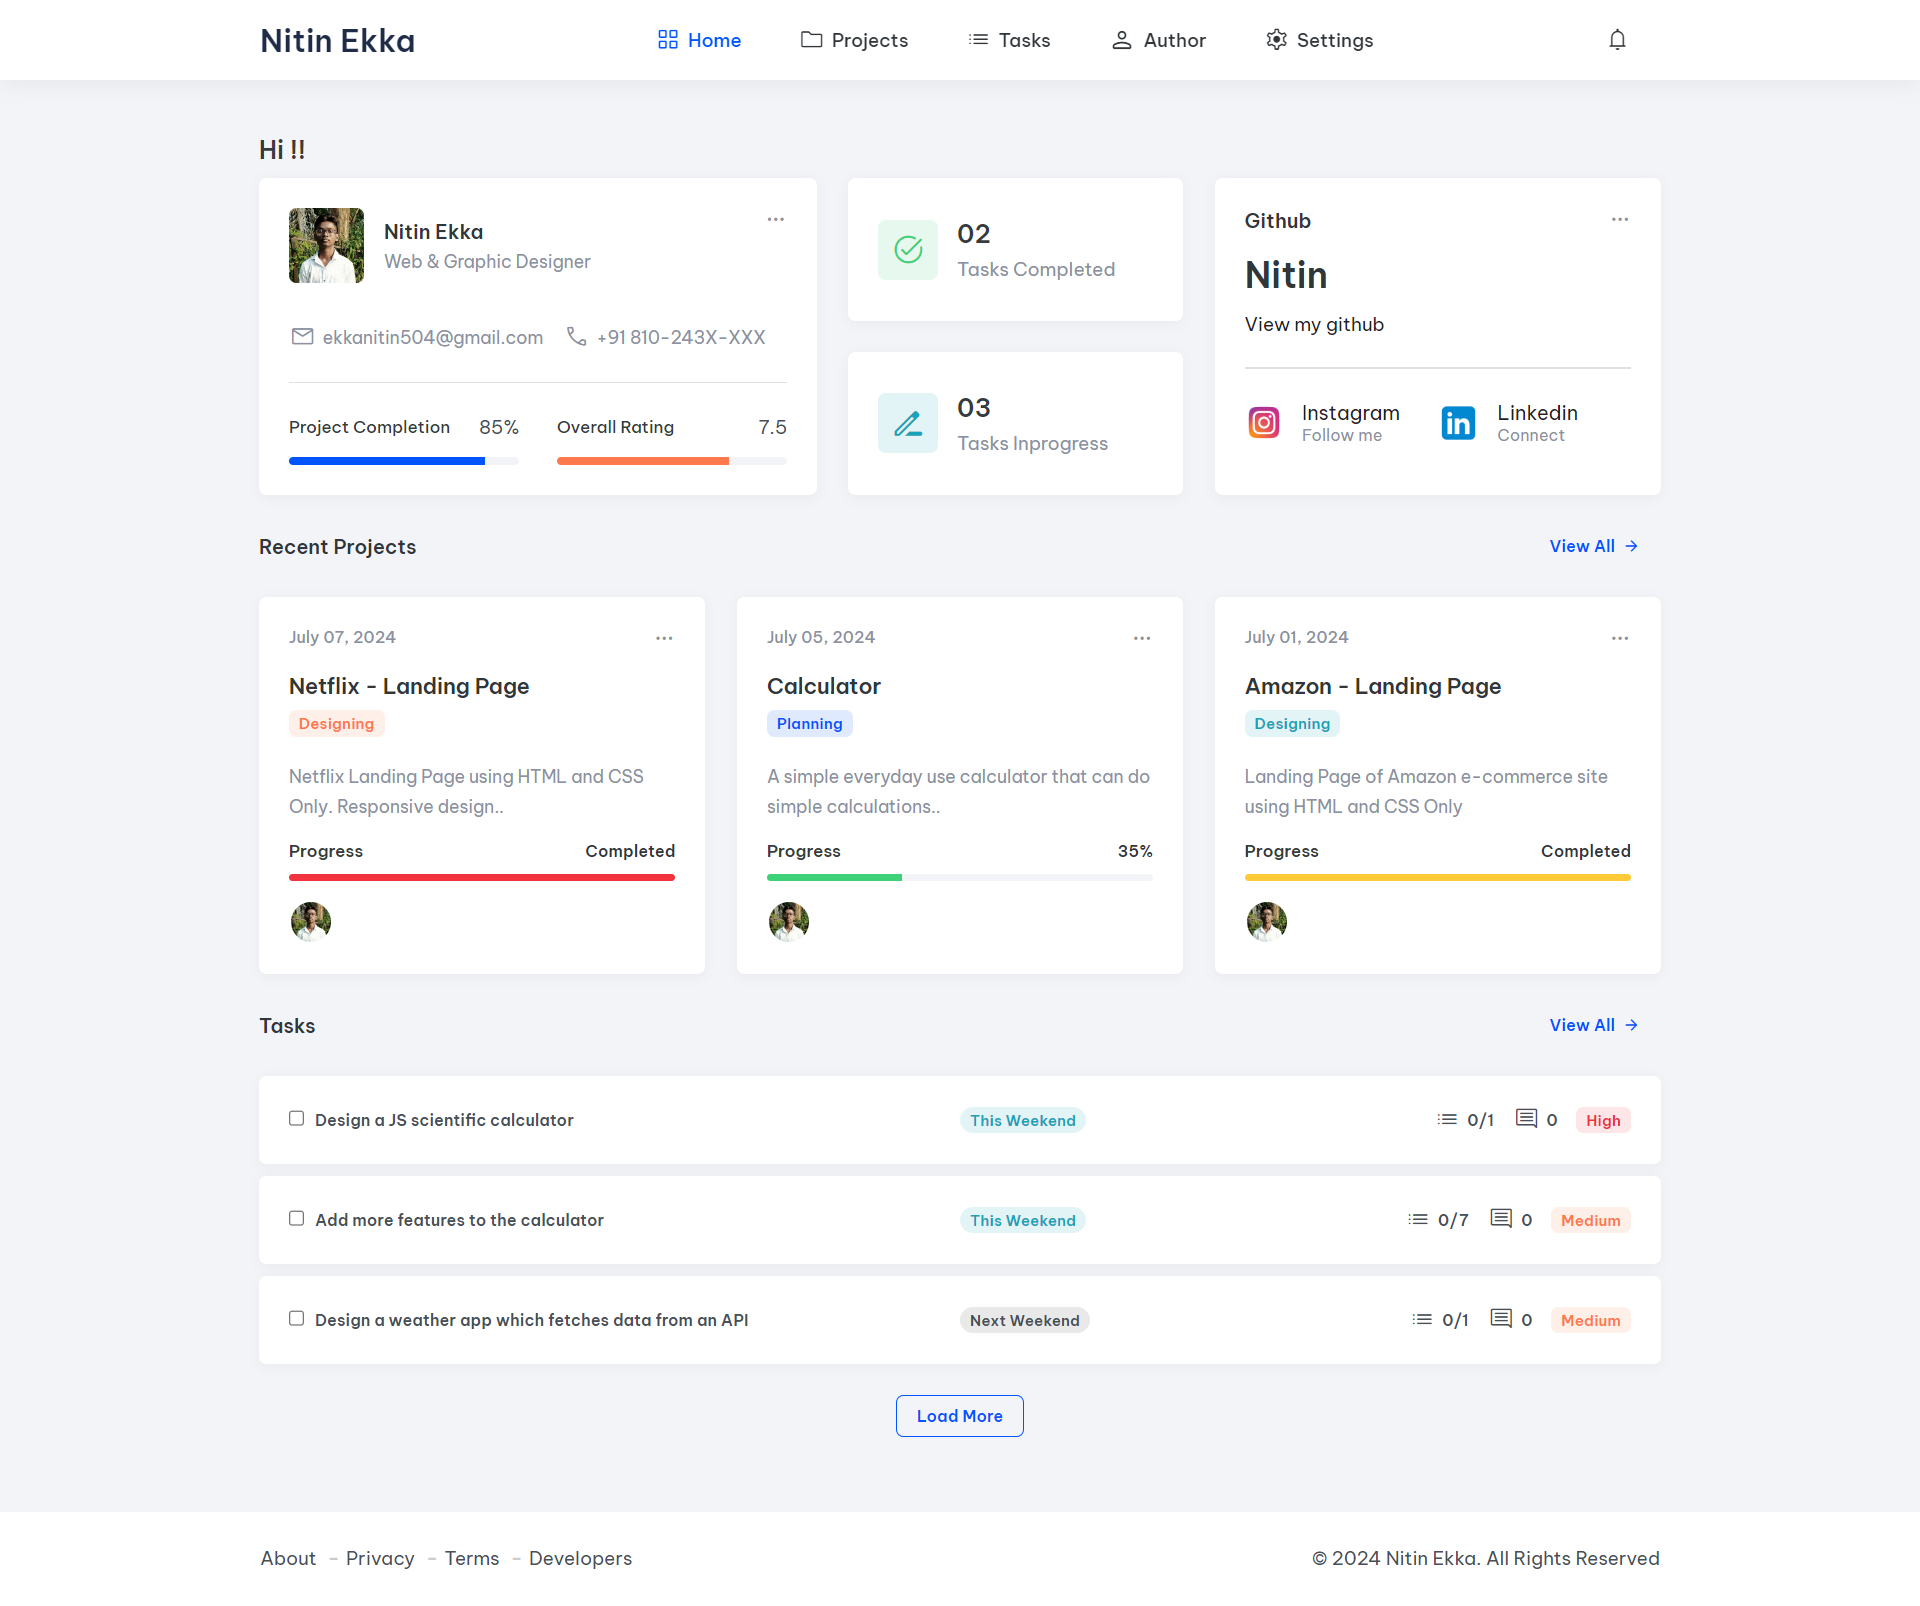 Nitin Ekka
Home
Projects
Tasks
Author
Settings
Hi !!
Nitin Ekka
Web & Graphic Designer
ekkanitin504@gmail.com
+91 810-243X-XXX
Project Completion 85%
Overall Rating 7.5
02
Tasks Completed
03
Tasks Inprogress
Github
Nitin
View my github
Instagram
Follow me
Linkedin
Connect
Recent Projects
View All
July 07, 2024
Netflix - Landing Page
Designing
Netflix Landing Page using HTML and CSS
Only. Responsive design..
Progress Completed
July 05, 2024
Calculator
Planning
A simple everyday use calculator that can do
simple calculations..
Progress 35%
July 01, 2024
Amazon - Landing Page
Designing
Landing Page of Amazon e-commerce site
using HTML and CSS Only
Progress Completed
Tasks
View All
Design a JS scientific calculator This Weekend 0/1 0 High
Add more features to the calculator This Weekend 0/7 0 Medium
Design a weather app which fetches data from an API Next Weekend 0/1 0 Medium
Load More
About - Privacy - Terms - Developers
© 2024 Nitin Ekka. All Rights Reserved